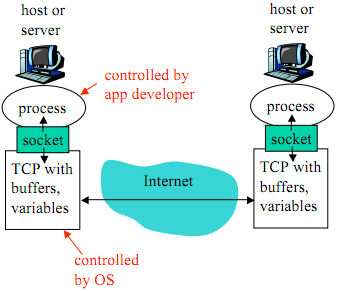 host or
server
host or
server
controlled by
app developer
process
process
socket
socket
TCP with
buffers,
variables
Internet
TCP with
buffers,
variables
controlled
by OS